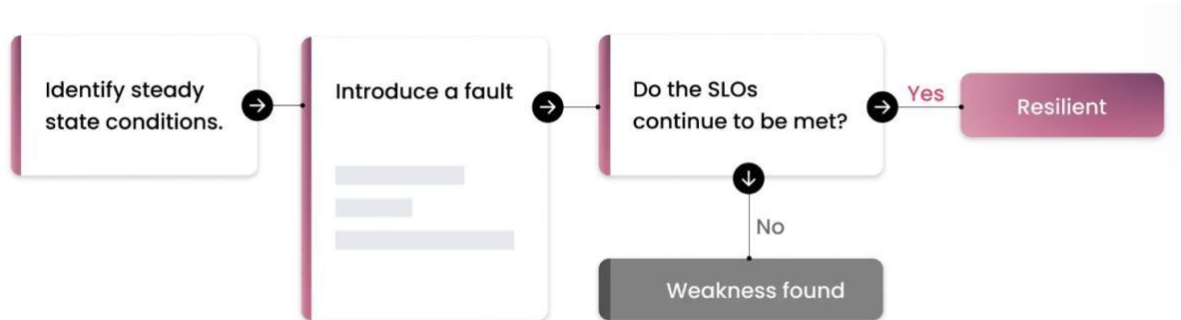 Identify steady
state conditions.
Introduce a fault
Do the SLOs
continue to be met?
Yes
Resilient
No
Weakness found